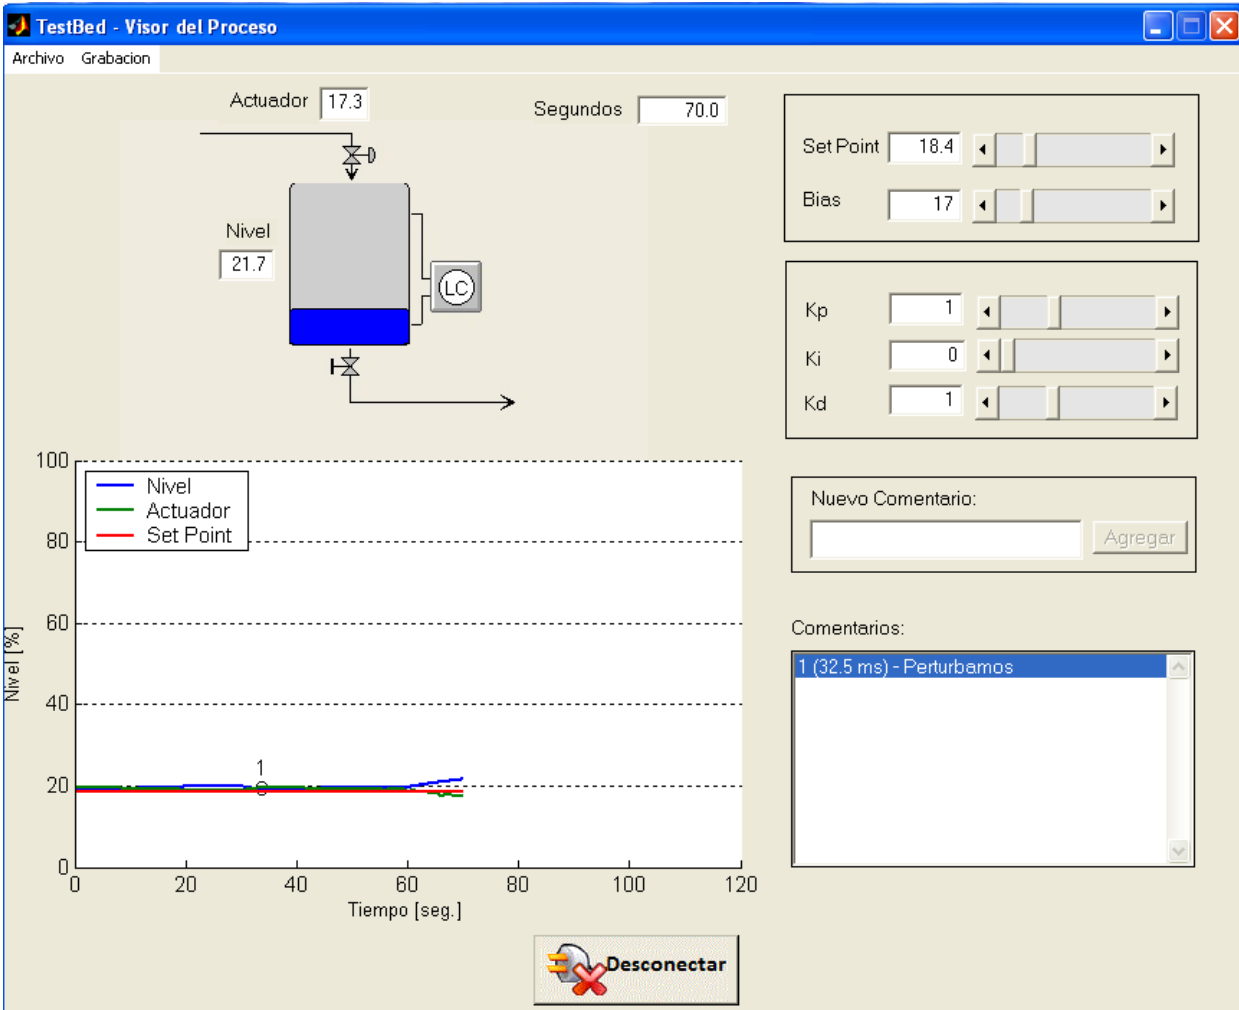 TestBed - Visor del Proceso
Archivo Grabacion
Actuador 17.3
Segundos 70.0
Nivel
21.7
LC
Set Point 18.4
Bias 17
Kp 1
Ki 0
Kd 1
100
80
60
40
20
0
Nivel [%]
Nivel
Actuador
Set Point
1
0 20 40 60 80 100 120
Tiempo [seg.]
Nuevo Comentario:
Agregar
Comentarios:
1 (32.5 ms) - Perturbamos
Desconectar